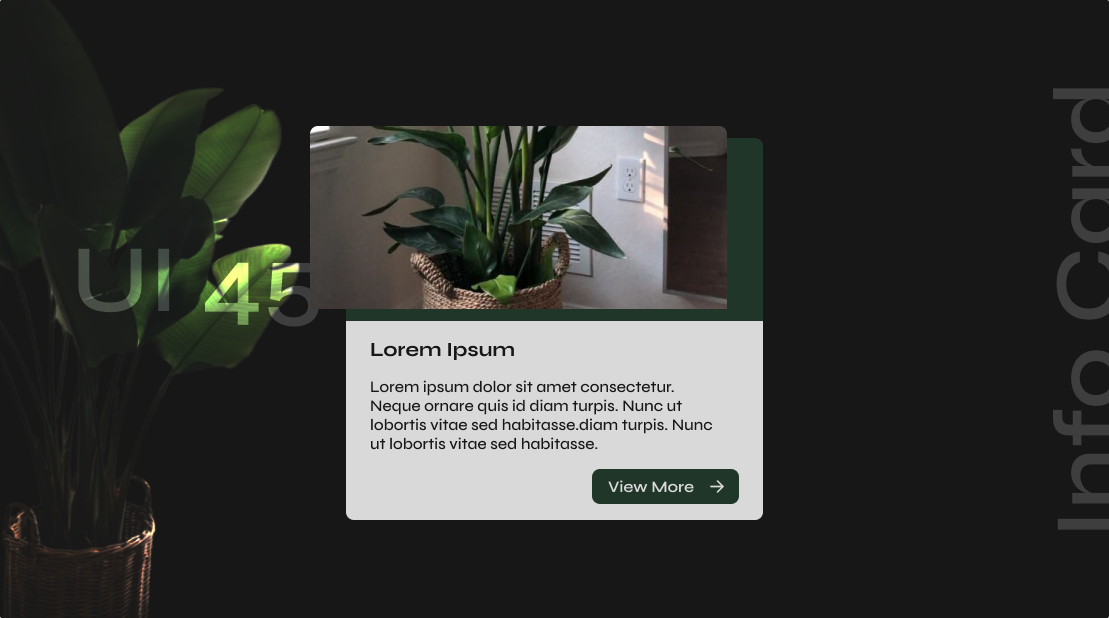 UI 45
Lorem Ipsum
Lorem ipsum dolor sit amet consectetur.
Neque ornare quis id diam turpis. Nunc ut
lobortis vitae sed habitasse.diam turpis. Nunc
ut lobortis vitae sed habitasse.
View More
Info Card